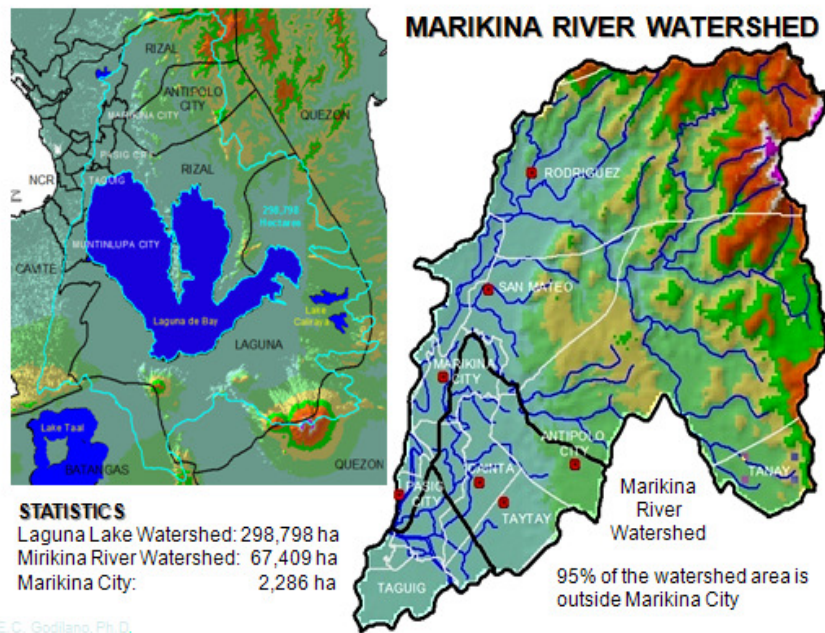 MARIKINA RIVER WATERSHED
RIZAL
ANTIPOLO
CITY
QUEZON
MARIKINA CITY
PASIG CITY
NCR
RIZAL
TAGUIG
298,798
Hectares
MUNTINLUPA CITY
CAVITE
Lake
Caliraya
Laguna de Bay
LAGUNA
Lake Taal
BATANGAS
QUEZON
RODRIGUEZ
SAN MATEO
MARIKINA
CITY
ANTIPOLO
CITY
CAINTA
TANAY
PASIG
CITY
TAYTAY
TAGUIG
Marikina
River
Watershed
95% of the watershed area is
outside Marikina City
STATISTICS
Laguna Lake Watershed: 298,798 ha
Mirikina River Watershed: 67,409 ha
Marikina City: 2,286 ha
E.C. Godilano, Ph.D.